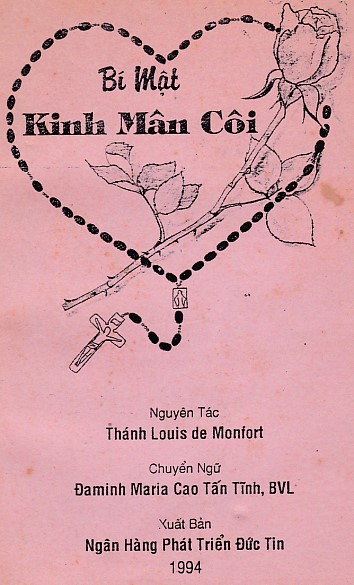 Bí Mật
Kinh Mân Côi
Nguyên Tác
Thánh Louis de Monfort
Chuyển Ngữ
Đaminh Maria Cao Tấn Tĩnh, BVL
Xuất Bản
Ngân Hàng Phát Triển Đức Tin
1994